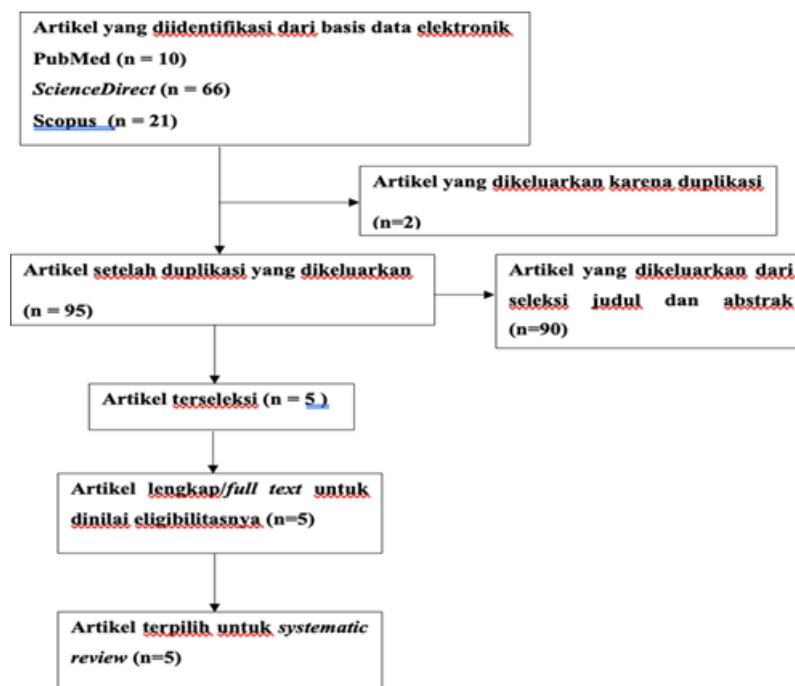 Artikel yang diidentifikasi dari basis data elektronik
PubMed (n = 10)
ScienceDirect (n = 66)
Scopus (n = 21)
Artikel yang dikeluarkan karena duplikasi
(n=2)
Artikel setelah duplikasi yang dikeluarkan
(n = 95)
Artikel yang dikeluarkan dari
seleksi judul dan abstrak
(n=90)
Artikel terseleksi (n = 5 )
Artikel lengkap/full text untuk
dinilai eligibilitasnya (n=5)
Artikel terpilih untuk systematic
review (n=5)